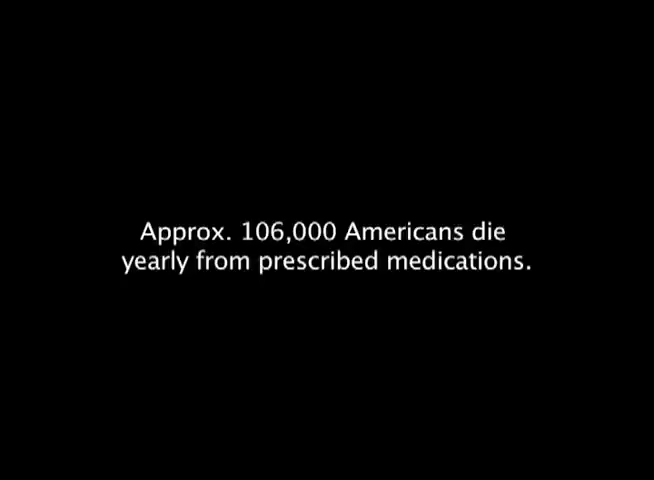 Approx. 106,000 Americans die
yearly from prescribed medications.